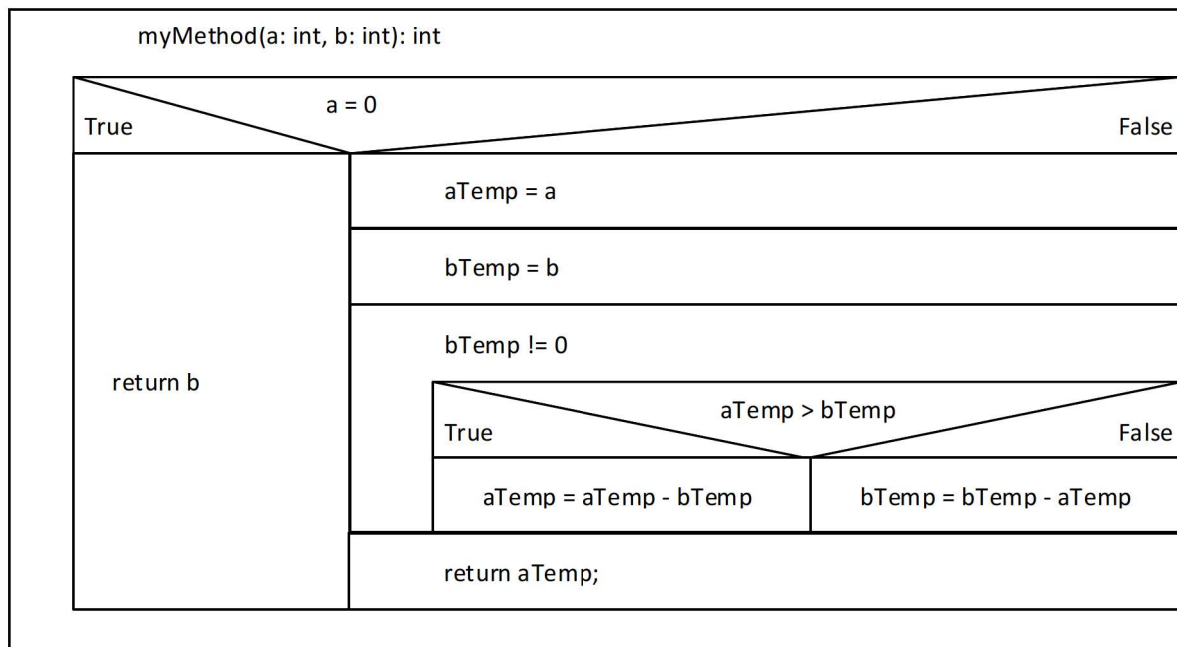 myMethod(a: int, b: int): int
a = 0
True
False
aTemp = a
bTemp = b
bTemp != 0
return b
aTemp > bTemp
True
False
aTemp = aTemp - bTemp
bTemp = bTemp - aTemp
return aTemp;